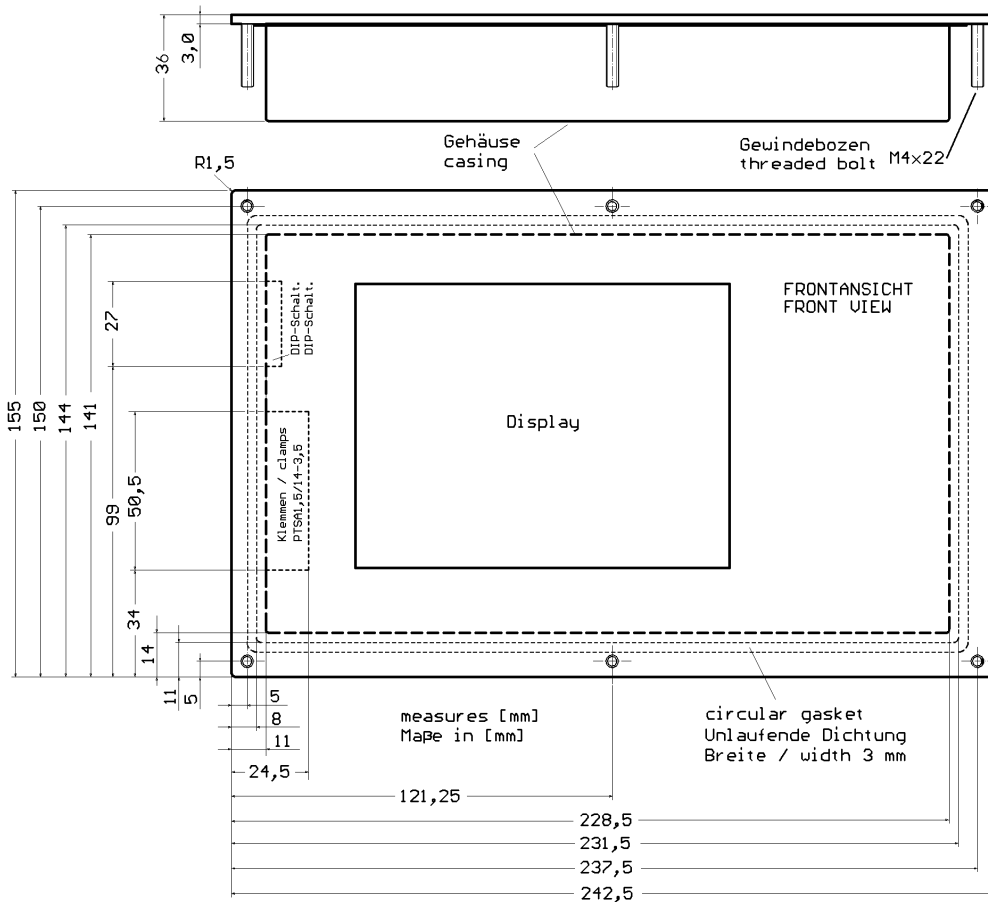 36
3,0
Gehäuse
casing
Gewindebozen
threaded bolt
M4x22
R1,5
155
150
144
141
27
99
50,5
34
14
11
5
DIP-Schalt.
DIP-Schalt.
Klemmen / clamps
PTSA1,5/14-3,5
Display
FRONTANSICHT
FRONT VIEW
5
8
11
24,5
measures [mm]
Maβe in [mm]
circular gasket
Unlaufende Dichtung
Breite / width 3 mm
121,25
228,5
231,5
237,5
242,5